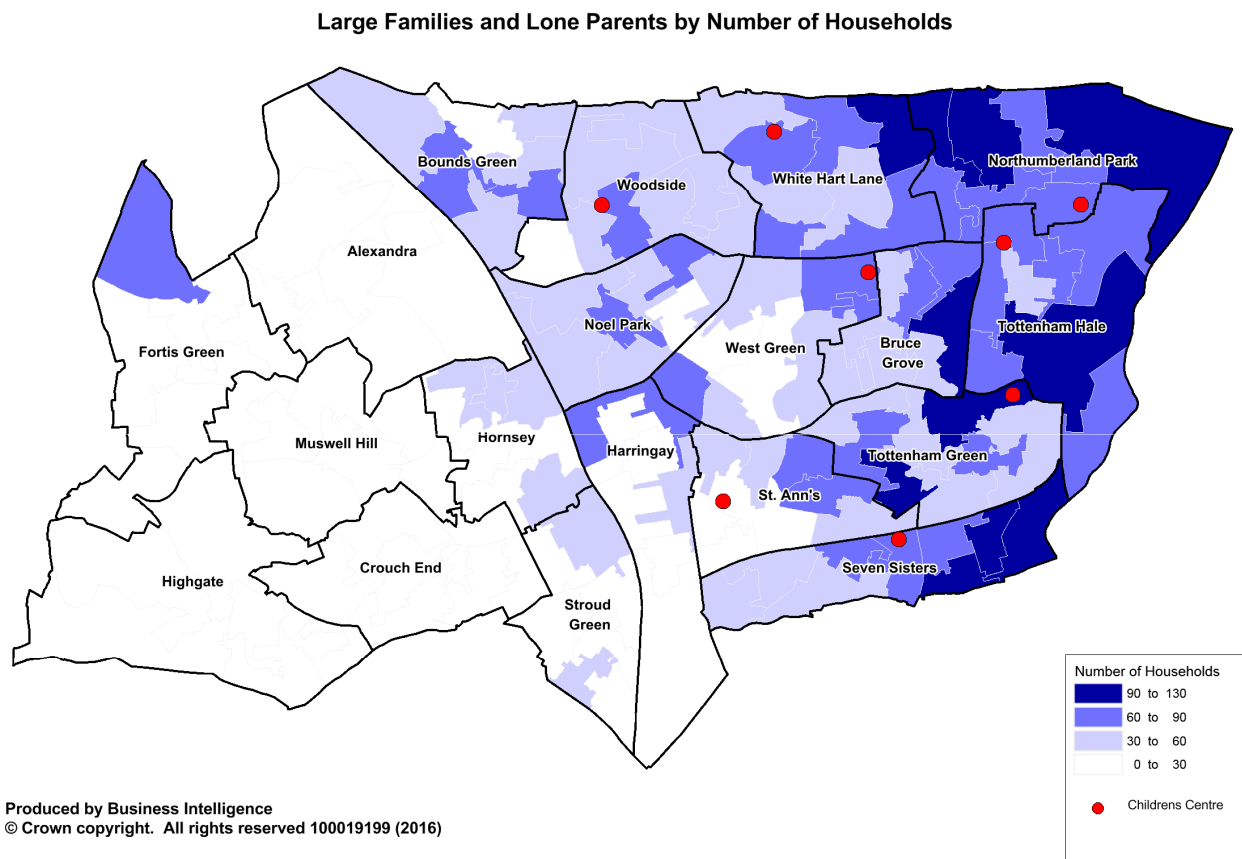 Large Families and Lone Parents by Number of Households
Bounds Green
Woodside
White Hart Lane
Northumberland Park
Alexandra
Noel Park
Tottenham Hale
Fortis Green
West Green
Bruce
Grove
Muswell Hill
Hornsey
Harringay
Tottenham Green
St. Ann's
Highgate
Crouch End
Seven Sisters
Stroud
Green
Number of Households
90 to 130
60 to 90
30 to 60
0 to 30
Childrens Centre
Produced by Business Intelligence
© Crown copyright. All rights reserved 100019199 (2016)